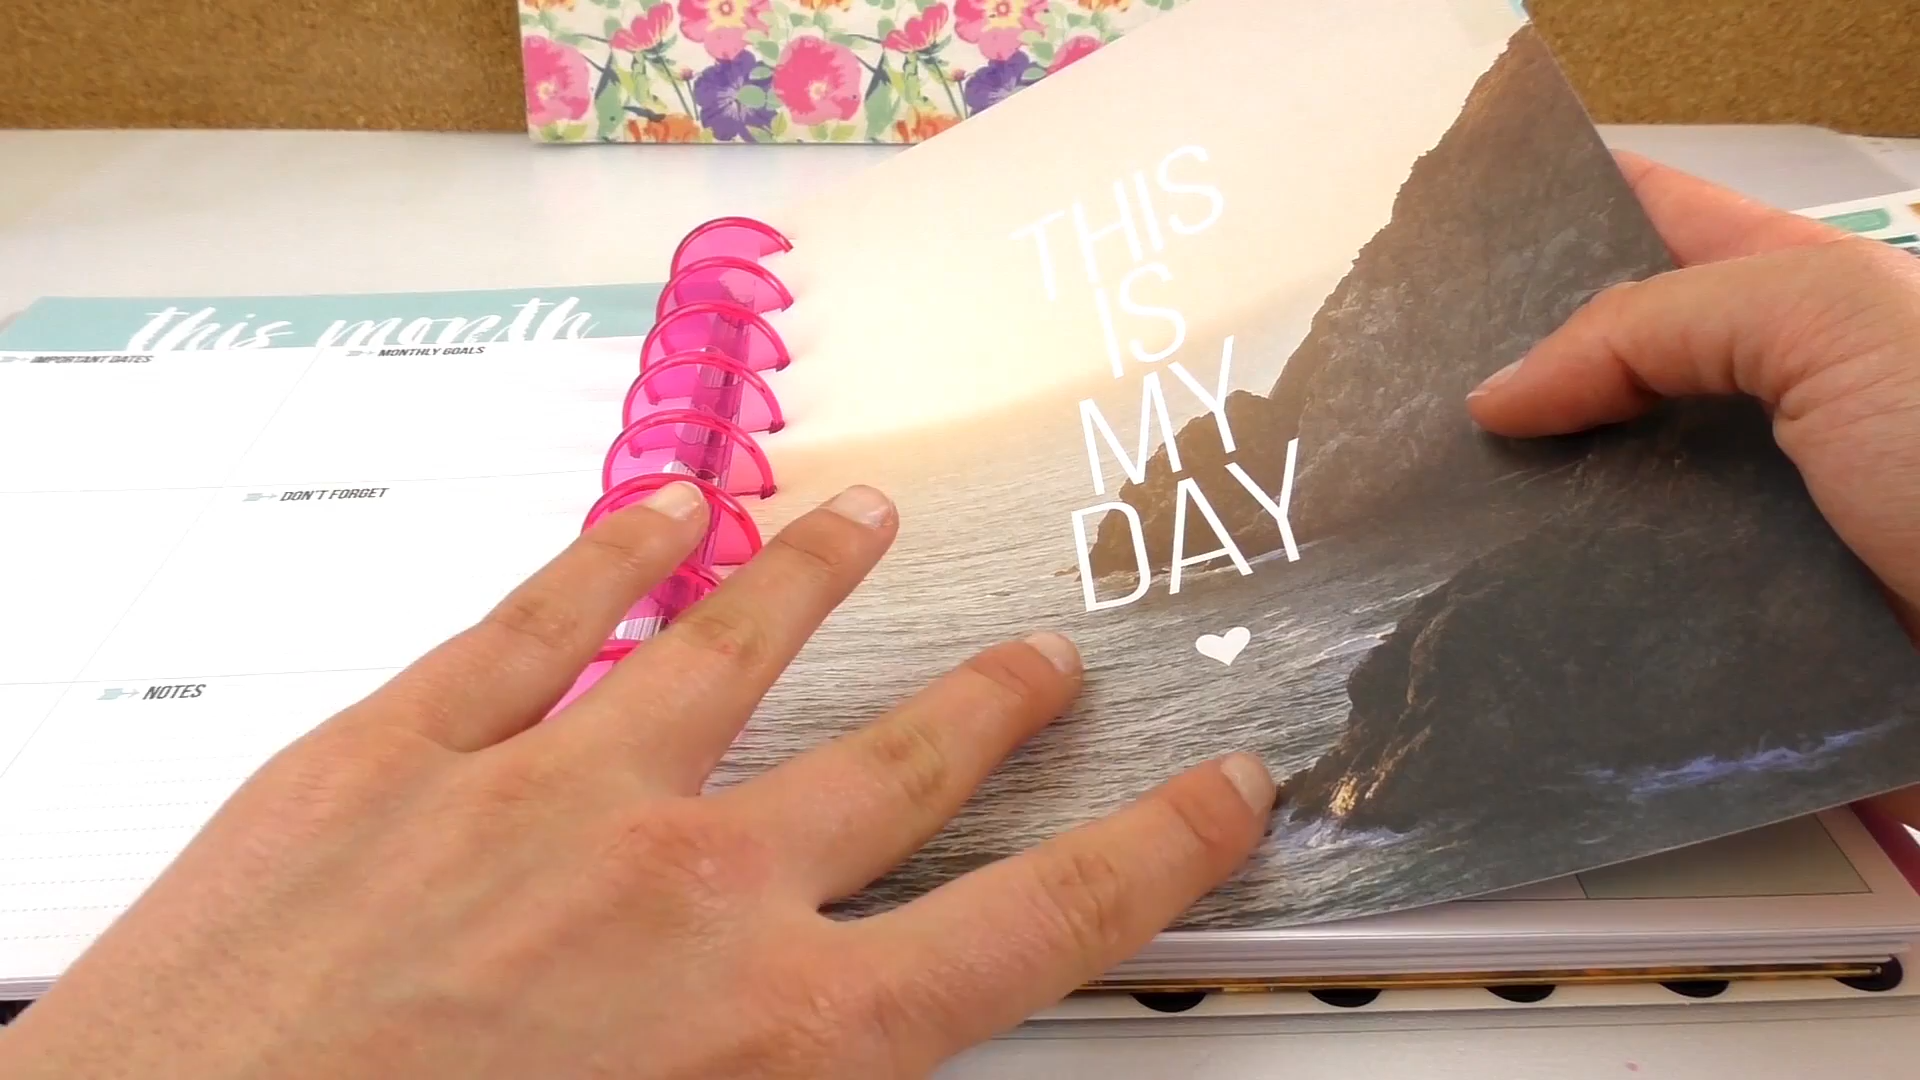 this month
IMPORTANT DATES
MONTHLY GOALS
DON'T FORGET
NOTES
THIS
IS
MY
DAY